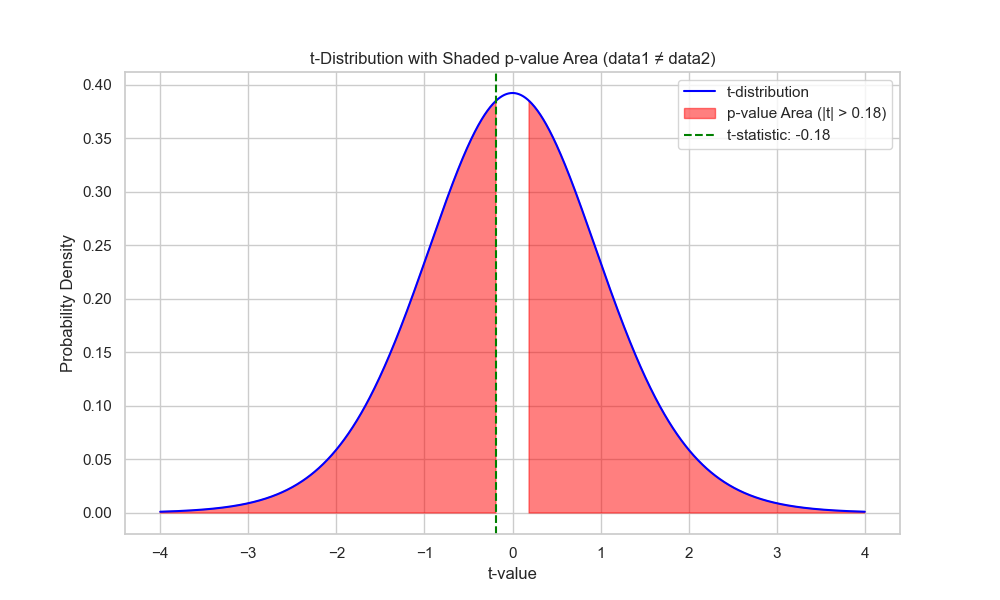 t-Distribution with Shaded p-value Area (data1 ≠ data2)
t-distribution
p-value Area (|t| > 0.18)
t-statistic: -0.18
Probability Density
0.40
0.35
0.30
0.25
0.20
0.15
0.10
0.05
0.00
−4 −3 −2 −1 0 1 2 3 4
t-value